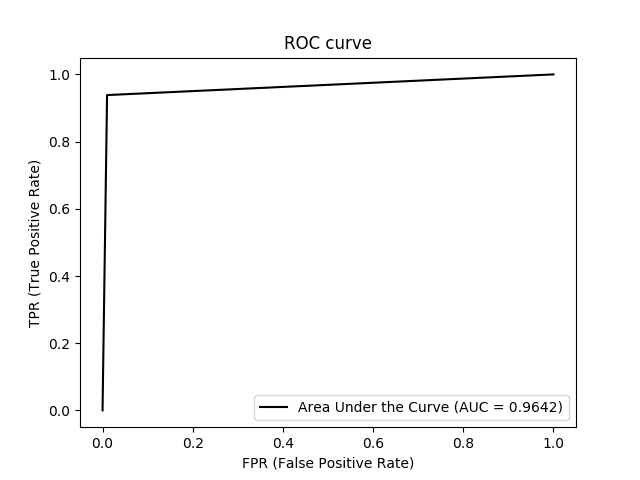 ROC curve
TPR (True Positive Rate)
1.0
0.8
0.6
0.4
0.2
0.0
Area Under the Curve (AUC = 0.9642)
0.0 0.2 0.4 0.6 0.8 1.0
FPR (False Positive Rate)